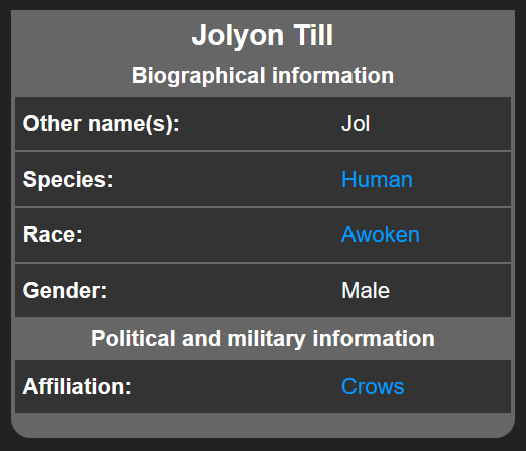 Jolyon Till
Biographical information
Other name(s): Jol
Species: Human
Race: Awoken
Gender: Male
Political and military information
Affiliation: Crows